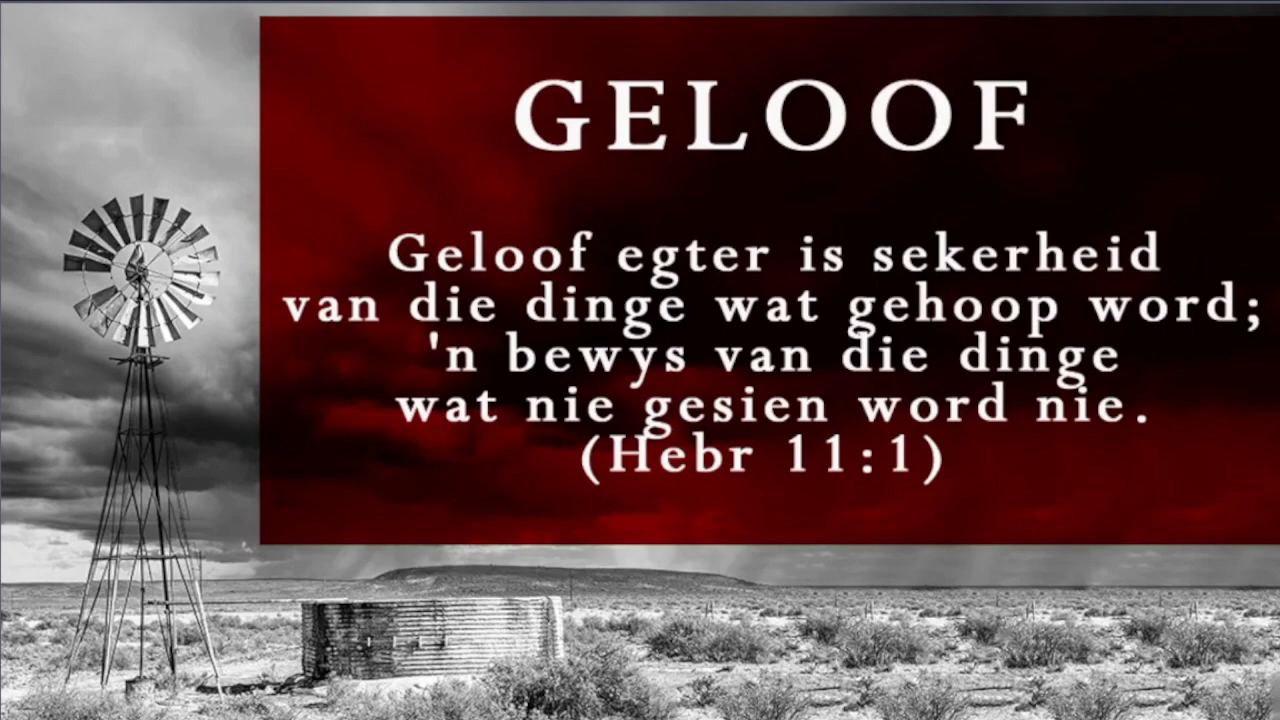 GELOOF
Geloof egter is sekerheid
van die dinge wat gehoop word;
'n bewys van die dinge
wat nie gesien word nie.
(Hebr 11:1)